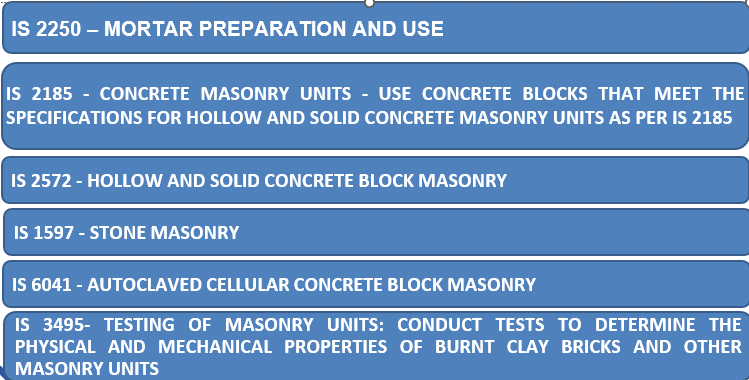 IS 2250 – MORTAR PREPARATION AND USE
IS 2185 - CONCRETE MASONRY UNITS - USE CONCRETE BLOCKS THAT MEET THE
SPECIFICATIONS FOR HOLLOW AND SOLID CONCRETE MASONRY UNITS AS PER IS 2185
IS 2572 - HOLLOW AND SOLID CONCRETE BLOCK MASONRY
IS 1597 - STONE MASONRY
IS 6041 - AUTOCLAVED CELLULAR CONCRETE BLOCK MASONRY
IS 3495- TESTING OF MASONRY UNITS: CONDUCT TESTS TO DETERMINE THE
PHYSICAL AND MECHANICAL PROPERTIES OF BURNT CLAY BRICKS AND OTHER
MASONRY UNITS